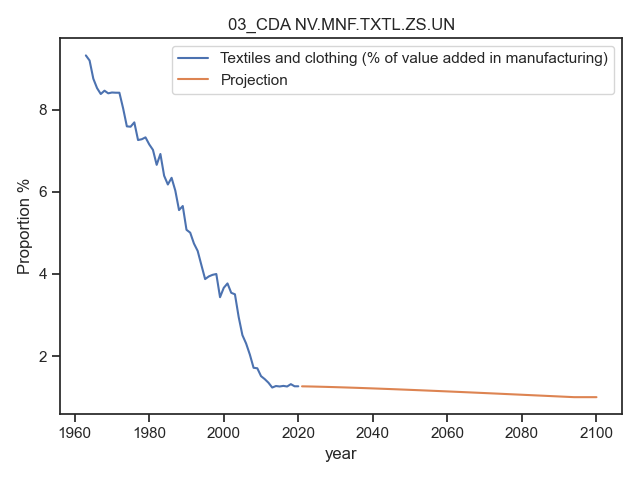 03_CDA NV.MNF.TXTL.ZS.UN
Textiles and clothing (% of value added in manufacturing)
Projection
Proportion %
8
6
4
2
1960 1980 2000 2020 2040 2060 2080 2100
year